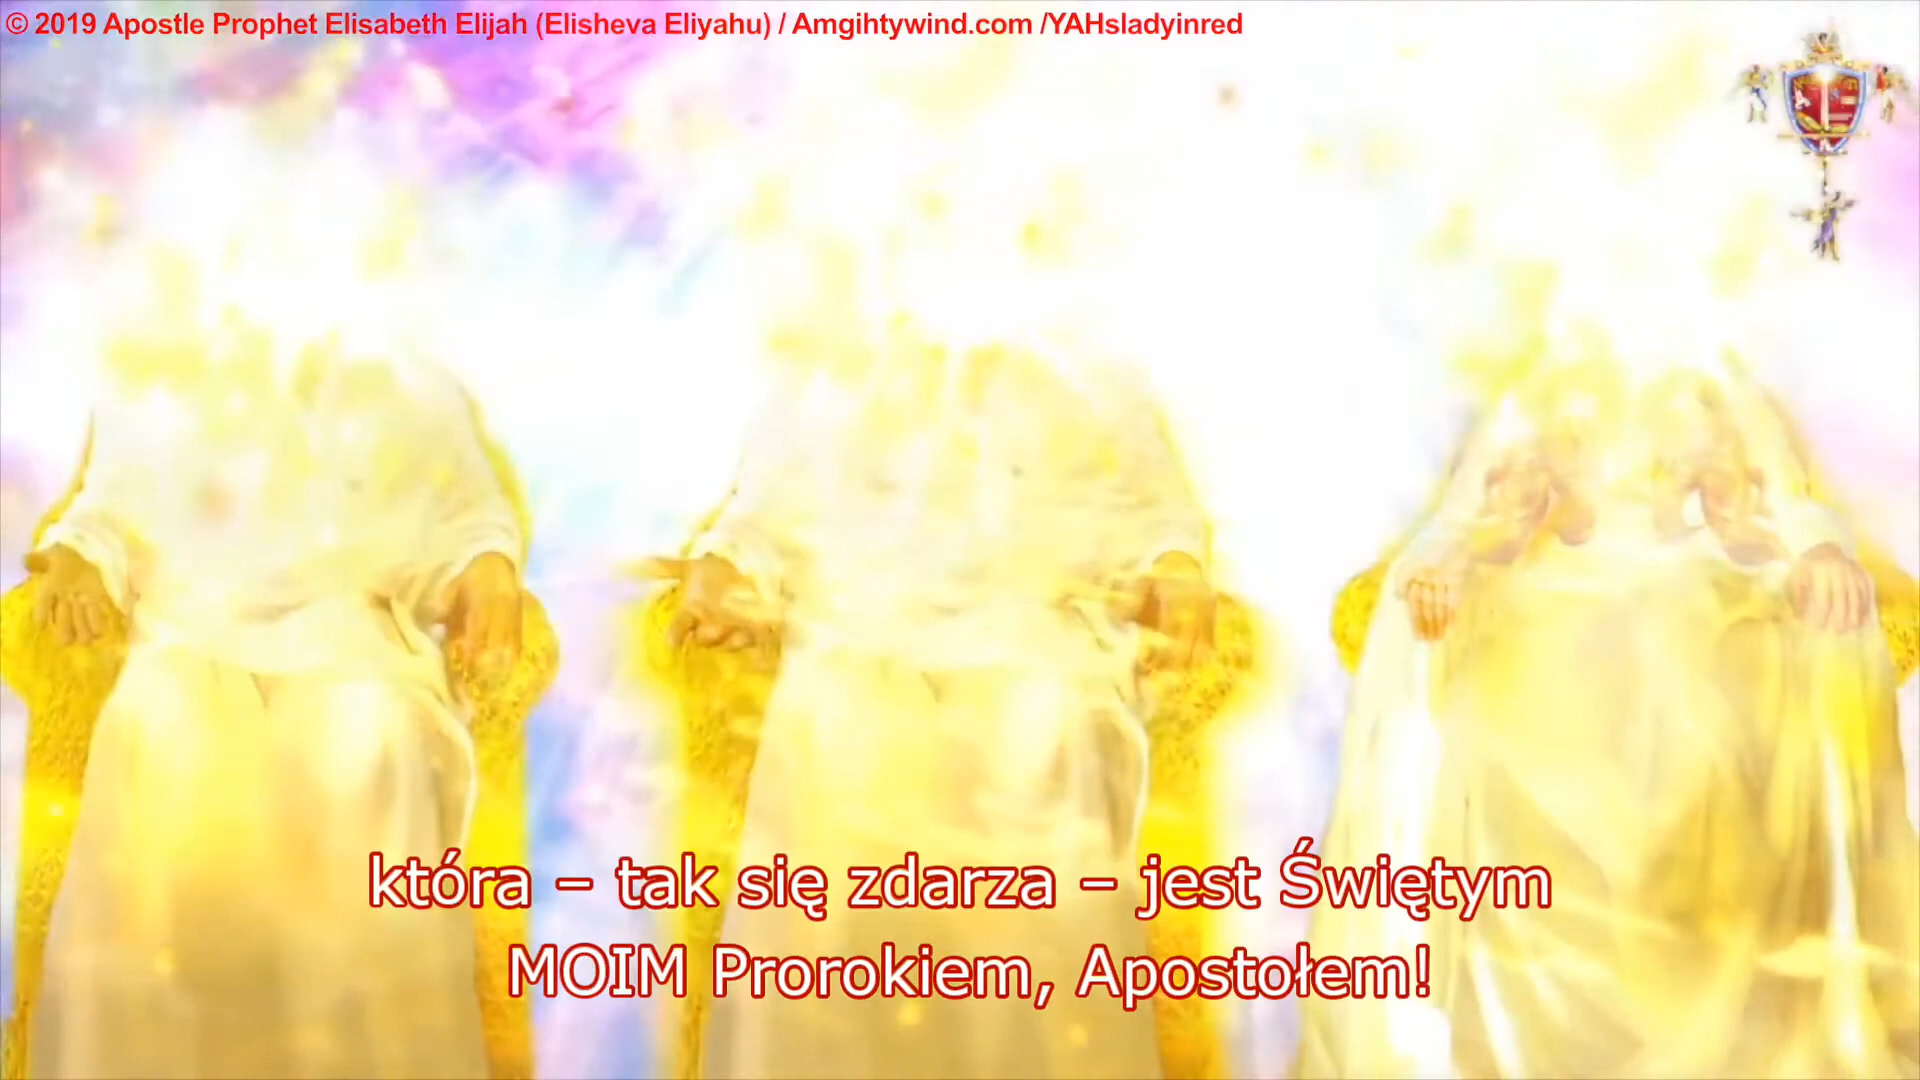 © 2019 Apostle Prophet Elisabeth Elijah (Elisheva Eliyahu) / Amgihtywind.com /YAHsladyinred
która – tak się zdarza – jest Świętym
MOIM Prorokiem, Apostołem!